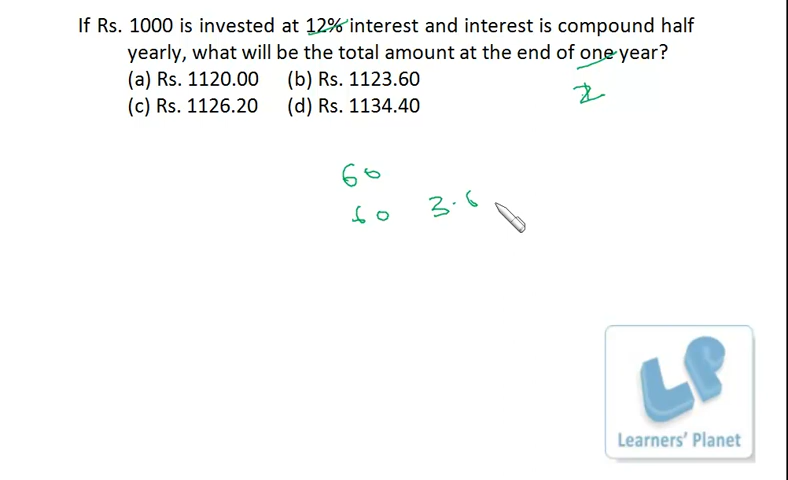 If Rs. 1000 is invested at 12% interest and interest is compound half
yearly, what will be the total amount at the end of one year?
(a) Rs. 1120.00 (b) Rs. 1123.60
(c) Rs. 1126.20 (d) Rs. 1134.40
2
60
60 3.6
LP
Learners' Planet